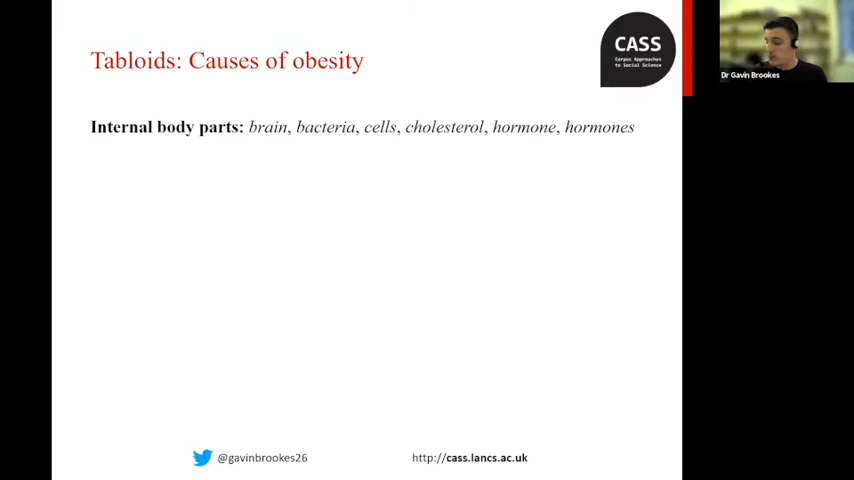 Tabloids: Causes of obesity
CASS
Corpus Approaches
to Social Science
Dr Gavin Brookes
Internal body parts: brain, bacteria, cells, cholesterol, hormone, hormones
@gavinbrookes26
http://cass.lancs.ac.uk